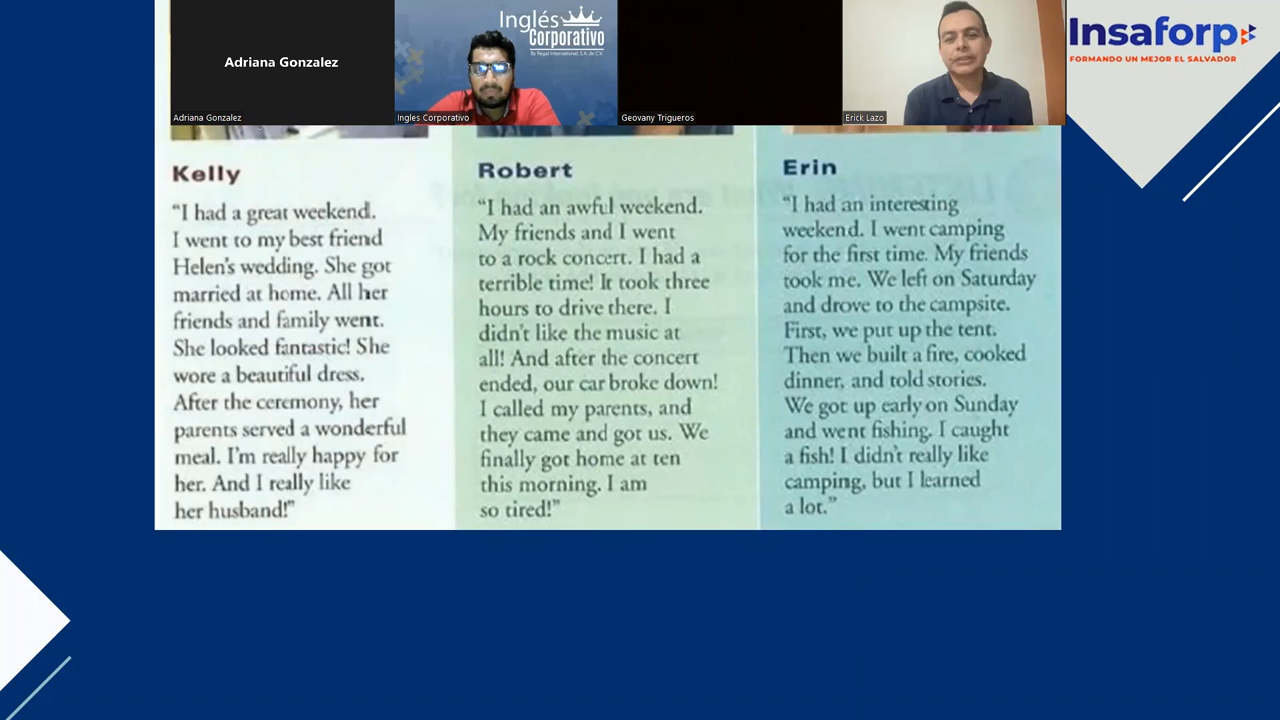 Adriana Gonzalez
Adriana Gonzalez
Inglés
Corporativo
By Regal International, S.A. de C.V.
Ingles Corporativo
Geovany Trigueros
Erick Lazo
Insaforp
FORMANDO UN MEJOR EL SALVADOR
Kelly
“I had a great weekend.
I went to my best friend
Helen's wedding. She got
married at home. All her
friends and family went.
She looked fantastic! She
wore a beautiful dress.
After the ceremony, her
parents served a wonderful
meal. I'm really happy for
her. And I really like
her husband!”
Robert
“I had an awful weekend.
My friends and I went
to a rock concert. I had a
terrible time! It took three
hours to drive there. I
didn't like the music at
all! And after the concert
ended, our car broke down!
I called my parents, and
they came and got us. We
finally got home at ten
this morning. I am
so tired!”
Erin
“I had an interesting
weekend. I went camping
for the first time. My friends
took me. We left on Saturday
and drove to the campsite.
First, we put up the tent.
Then we built a fire, cooked
dinner, and told stories.
We got up early on Sunday
and went fishing. I caught
a fish! I didn't really like
camping, but I learned
a lot.”